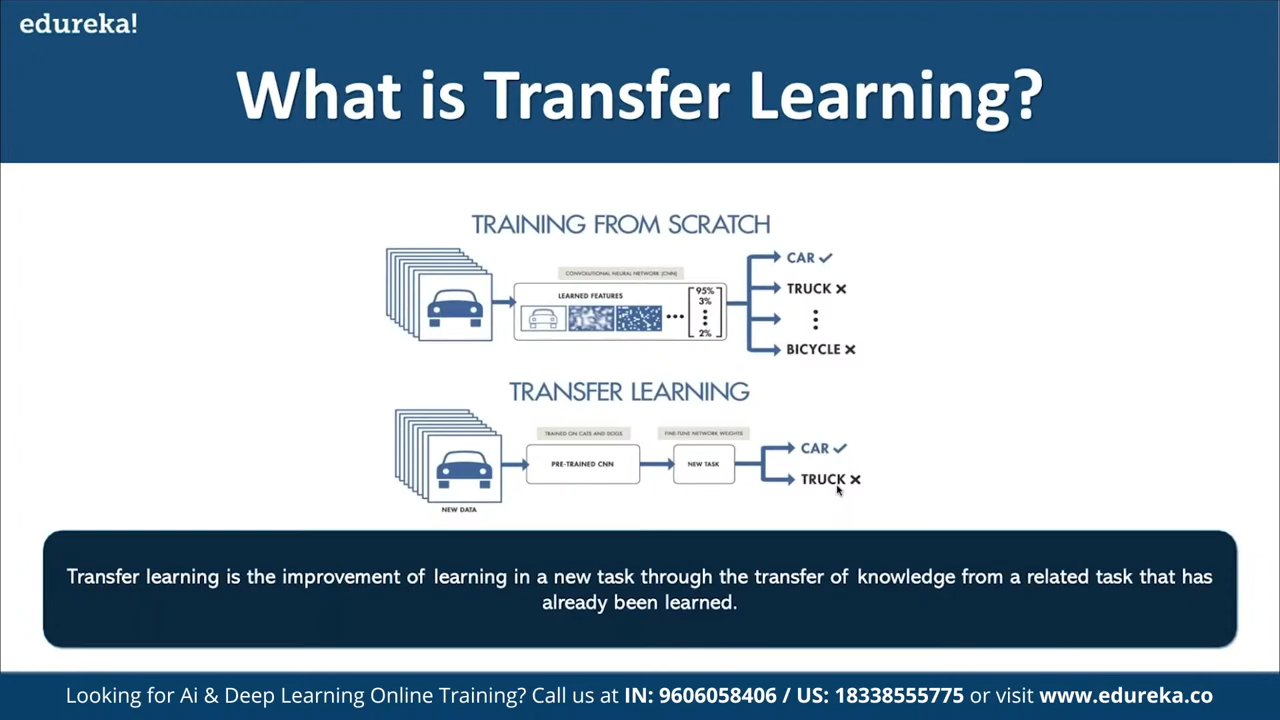 edureka!
What is Transfer Learning?
TRAINING FROM SCRATCH
CONVOLUTIONAL NEURAL NETWORK (CNN)
LEARNED FEATURES
95%
3%
2%
CAR ✓
TRUCK ×
BICYCLE ×
TRANSFER LEARNING
TRAINED ON CATS AND DOGS
FINE-TUNE NETWORK WEIGHTS
PRE-TRAINED CNN
NEW TASK
CAR ✓
TRUCK ×
NEW DATA
Transfer learning is the improvement of learning in a new task through the transfer of knowledge from a related task that has
already been learned.
Looking for Ai & Deep Learning Online Training? Call us at IN: 9606058406 / US: 18338555775 or visit www.edureka.co